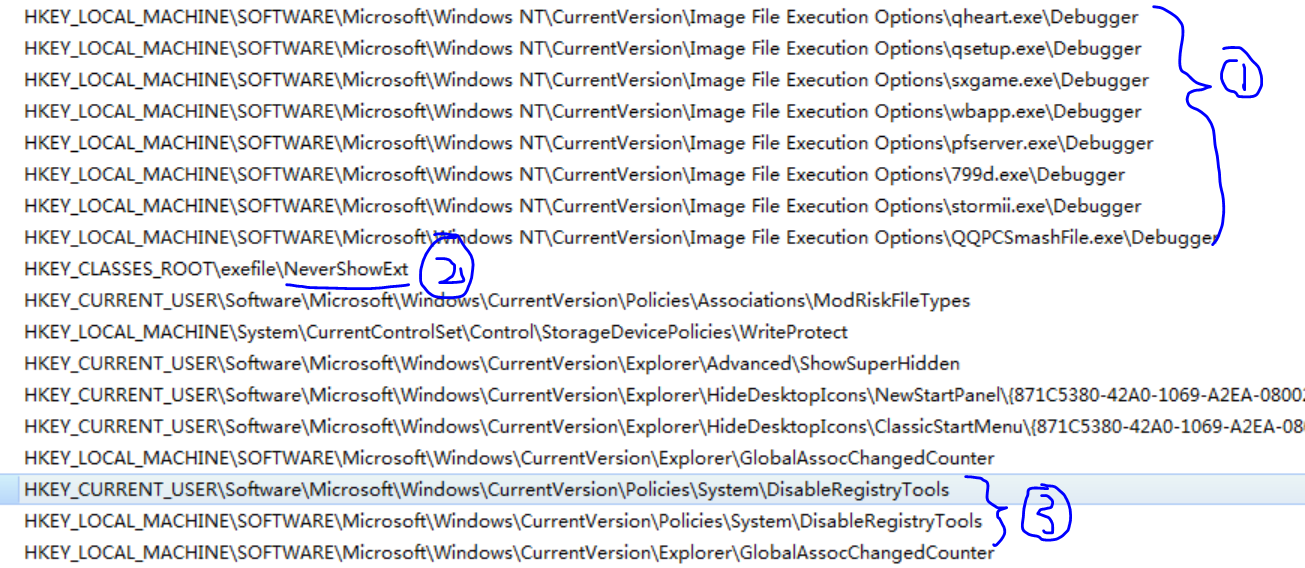 HKEY_LOCAL_MACHINE\SOFTWARE\Microsoft\Windows NT\CurrentVersion\Image File Execution Options\qheart.exe\Debugger
HKEY_LOCAL_MACHINE\SOFTWARE\Microsoft\Windows NT\CurrentVersion\Image File Execution Options\qsetup.exe\Debugger
HKEY_LOCAL_MACHINE\SOFTWARE\Microsoft\Windows NT\CurrentVersion\Image File Execution Options\sxgame.exe\Debugger
①
HKEY_LOCAL_MACHINE\SOFTWARE\Microsoft\Windows NT\CurrentVersion\Image File Execution Options\wbapp.exe\Debugger
HKEY_LOCAL_MACHINE\SOFTWARE\Microsoft\Windows NT\CurrentVersion\Image File Execution Options\pfserver.exe\Debugger
HKEY_LOCAL_MACHINE\SOFTWARE\Microsoft\Windows NT\CurrentVersion\Image File Execution Options\799d.exe\Debugger
HKEY_LOCAL_MACHINE\SOFTWARE\Microsoft\Windows NT\CurrentVersion\Image File Execution Options\stormii.exe\Debugger
HKEY_LOCAL_MACHINE\SOFTWARE\Microsoft\Windows NT\CurrentVersion\Image File Execution Options\QQPCSmashFile.exe\Debugger
HKEY_CLASSES_ROOT\exefile\NeverShowExt ②
HKEY_CURRENT_USER\Software\Microsoft\Windows\CurrentVersion\Policies\Associations\ModRiskFileTypes
HKEY_LOCAL_MACHINE\System\CurrentControlSet\Control\StorageDevicePolicies\WriteProtect
HKEY_CURRENT_USER\Software\Microsoft\Windows\CurrentVersion\Explorer\Advanced\ShowSuperHidden
HKEY_CURRENT_USER\Software\Microsoft\Windows\CurrentVersion\Explorer\HideDesktopIcons\NewStartPanel\{871C5380-42A0-1069-A2EA-08002
HKEY_CURRENT_USER\Software\Microsoft\Windows\CurrentVersion\Explorer\HideDesktopIcons\ClassicStartMenu\{871C5380-42A0-1069-A2EA-080
HKEY_LOCAL_MACHINE\SOFTWARE\Microsoft\Windows\CurrentVersion\Explorer\GlobalAssocChangedCounter
HKEY_CURRENT_USER\Software\Microsoft\Windows\CurrentVersion\Policies\System\DisableRegistryTools
③
HKEY_LOCAL_MACHINE\SOFTWARE\Microsoft\Windows\CurrentVersion\Policies\System\DisableRegistryTools
HKEY_LOCAL_MACHINE\SOFTWARE\Microsoft\Windows\CurrentVersion\Explorer\GlobalAssocChangedCounter